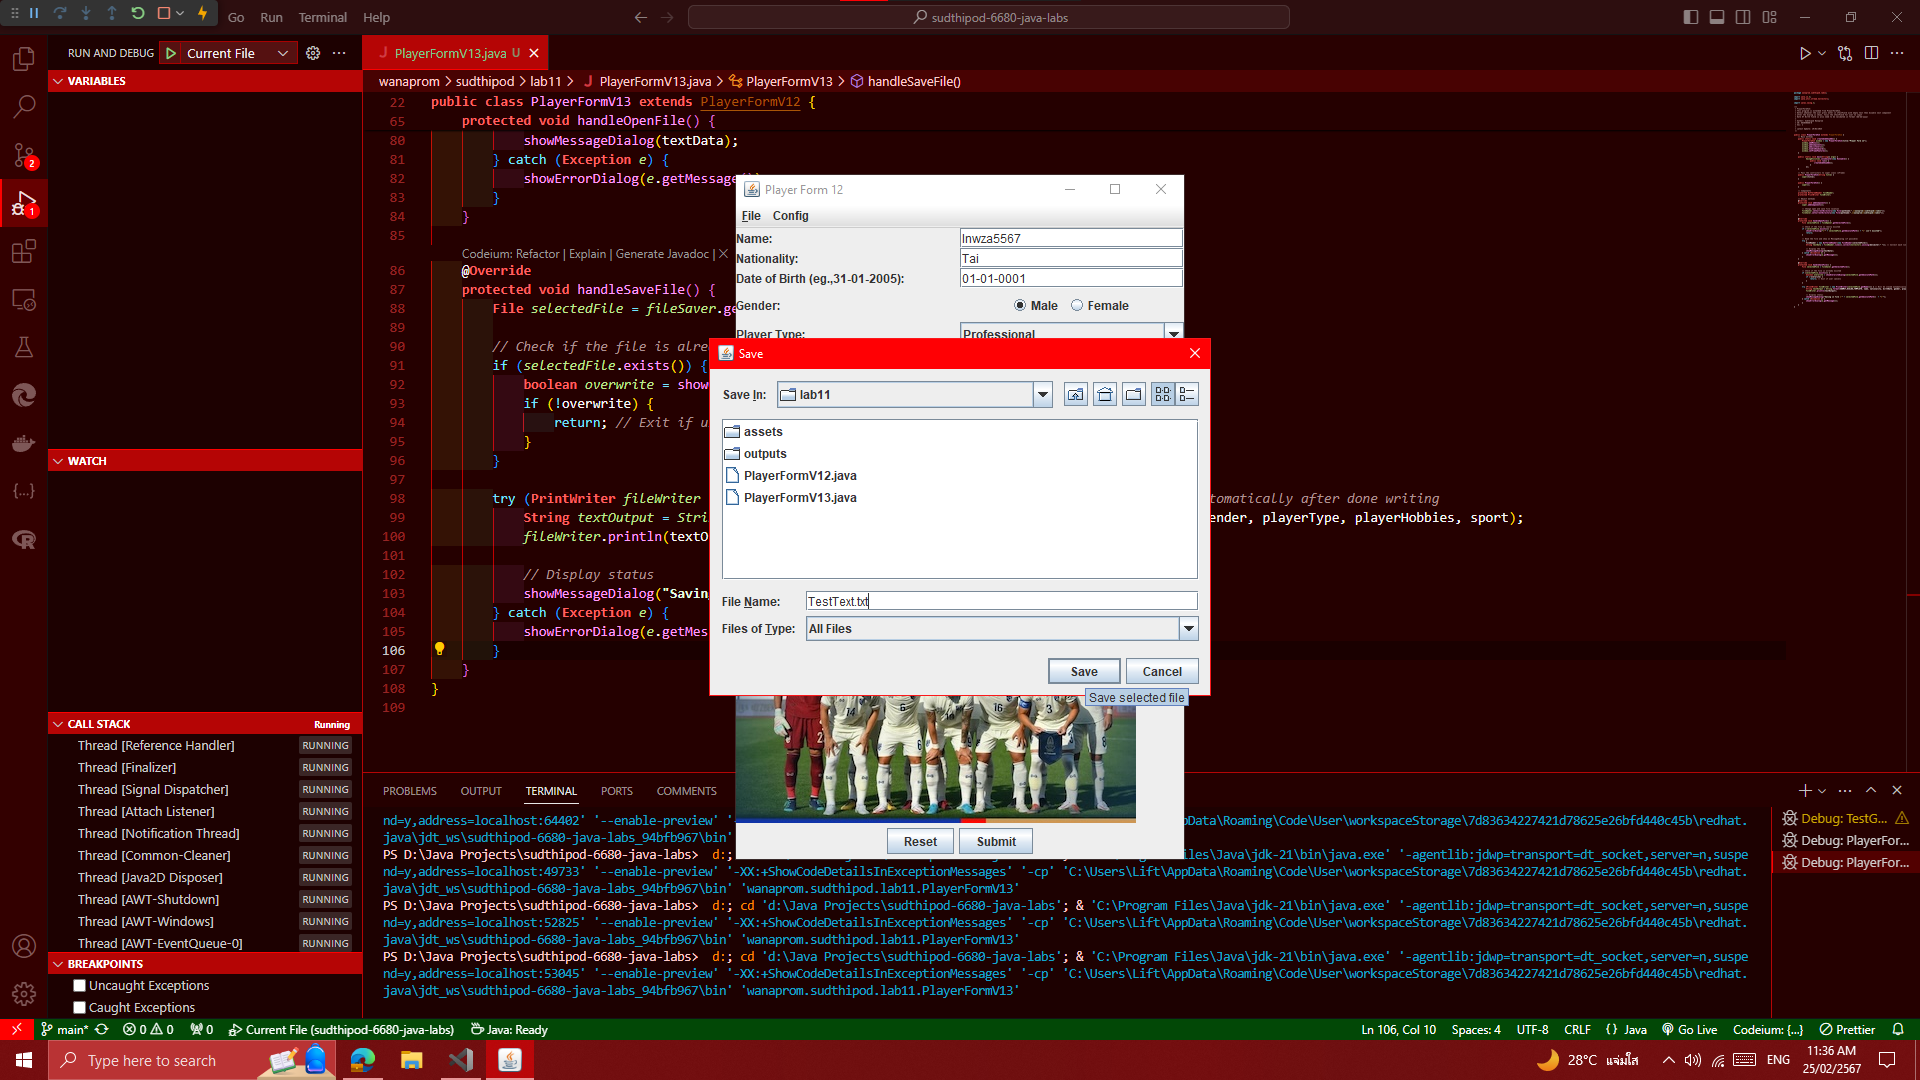 Go Run Terminal Help
sudthipod-6680-java-labs
RUN AND DEBUG Current File
PlayerFormV13.java U
VARIABLES
wanaprom > sudthipod > lab11 > J PlayerFormV13.java > PlayerFormV13 > handleSaveFile()
22 public class PlayerFormV13 extends PlayerFormV12 {
65 protected void handleOpenFile() {
80 showMessageDialog(textData);
81 } catch (Exception e) {
82 showErrorDialog(e.getMessage());
83 }
84 }
85
Codeium: Refactor | Explain | Generate Javadoc | X
86 @Override
87 protected void handleSaveFile() {
88 File selectedFile = fileSaver.ge
89
90 // Check if the file is alre
91 if (selectedFile.exists()) {
92 boolean overwrite = show
93 if (!overwrite) {
94 return; // Exit if u
95 }
96 }
97
98 try (PrintWriter fileWriter
tomatically after done writing
99 String textOutput = Stri
ender, playerType, playerHobbies, sport);
100 fileWriter.println(textO
101
102 // Display status
103 showMessageDialog("Savin
104 } catch (Exception e) {
105 showErrorDialog(e.getMes
106 }
107 }
108 }
109
Player Form 12
File Config
Name: lnwza5567
Nationality: Tai
Date of Birth (eg.,31-01-2005): 01-01-0001
Gender: Male Female
Player Type: Professional
Save
Save In: lab11
assets
outputs
PlayerFormV12.java
PlayerFormV13.java
File Name: TestText.txt
Files of Type: All Files
Save Cancel
Save selected file
14 6 16 3
Reset Submit
WATCH
CALL STACK Running
Thread [Reference Handler] RUNNING
Thread [Finalizer] RUNNING
Thread [Signal Dispatcher] RUNNING
Thread [Attach Listener] RUNNING
Thread [Notification Thread] RUNNING
Thread [Common-Cleaner] RUNNING
Thread [Java2D Disposer] RUNNING
Thread [AWT-Shutdown] RUNNING
Thread [AWT-Windows] RUNNING
Thread [AWT-EventQueue-0] RUNNING
BREAKPOINTS
Uncaught Exceptions
Caught Exceptions
PROBLEMS OUTPUT TERMINAL PORTS COMMENTS
nd=y,address=localhost:64402' '--enable-preview' '- AppData\Roaming\Code\User\workspaceStorage\7d83634227421d78625e26bfd440c45b\redhat.
java\jdt_ws\sudthipod-6680-java-labs_94bfb967\bin'
PS D:\Java Projects\sudthipod-6680-java-labs> d:; iles\Java\jdk-21\bin\java.exe' '-agentlib:jdwp=transport=dt_socket,server=n,suspe
nd=y,address=localhost:49733' '--enable-preview' '-XX:+ShowCodeDetailsInExceptionMessages' '-cp' 'C:\Users\Lift\AppData\Roaming\Code\User\workspaceStorage\7d83634227421d78625e26bfd440c45b\redhat.
java\jdt_ws\sudthipod-6680-java-labs_94bfb967\bin' 'wanaprom.sudthipod.lab11.PlayerFormV13'
PS D:\Java Projects\sudthipod-6680-java-labs> d:; cd 'd:\Java Projects\sudthipod-6680-java-labs'; & 'C:\Program Files\Java\jdk-21\bin\java.exe' '-agentlib:jdwp=transport=dt_socket,server=n,suspe
nd=y,address=localhost:52825' '--enable-preview' '-XX:+ShowCodeDetailsInExceptionMessages' '-cp' 'C:\Users\Lift\AppData\Roaming\Code\User\workspaceStorage\7d83634227421d78625e26bfd440c45b\redhat.
java\jdt_ws\sudthipod-6680-java-labs_94bfb967\bin' 'wanaprom.sudthipod.lab11.PlayerFormV13'
PS D:\Java Projects\sudthipod-6680-java-labs> d:; cd 'd:\Java Projects\sudthipod-6680-java-labs'; & 'C:\Program Files\Java\jdk-21\bin\java.exe' '-agentlib:jdwp=transport=dt_socket,server=n,suspe
nd=y,address=localhost:53045' '--enable-preview' '-XX:+ShowCodeDetailsInExceptionMessages' '-cp' 'C:\Users\Lift\AppData\Roaming\Code\User\workspaceStorage\7d83634227421d78625e26bfd440c45b\redhat.
java\jdt_ws\sudthipod-6680-java-labs_94bfb967\bin' 'wanaprom.sudthipod.lab11.PlayerFormV13'
Debug: TestG...
Debug: PlayerFor...
Debug: PlayerFor...
main* 0 0 0 Current File (sudthipod-6680-java-labs) Java: Ready
Ln 106, Col 10 Spaces: 4 UTF-8 CRLF {} Java Go Live Codeium: {...} Prettier
Type here to search
28°C แจ่มใส ENG
11:36 AM
25/02/2567